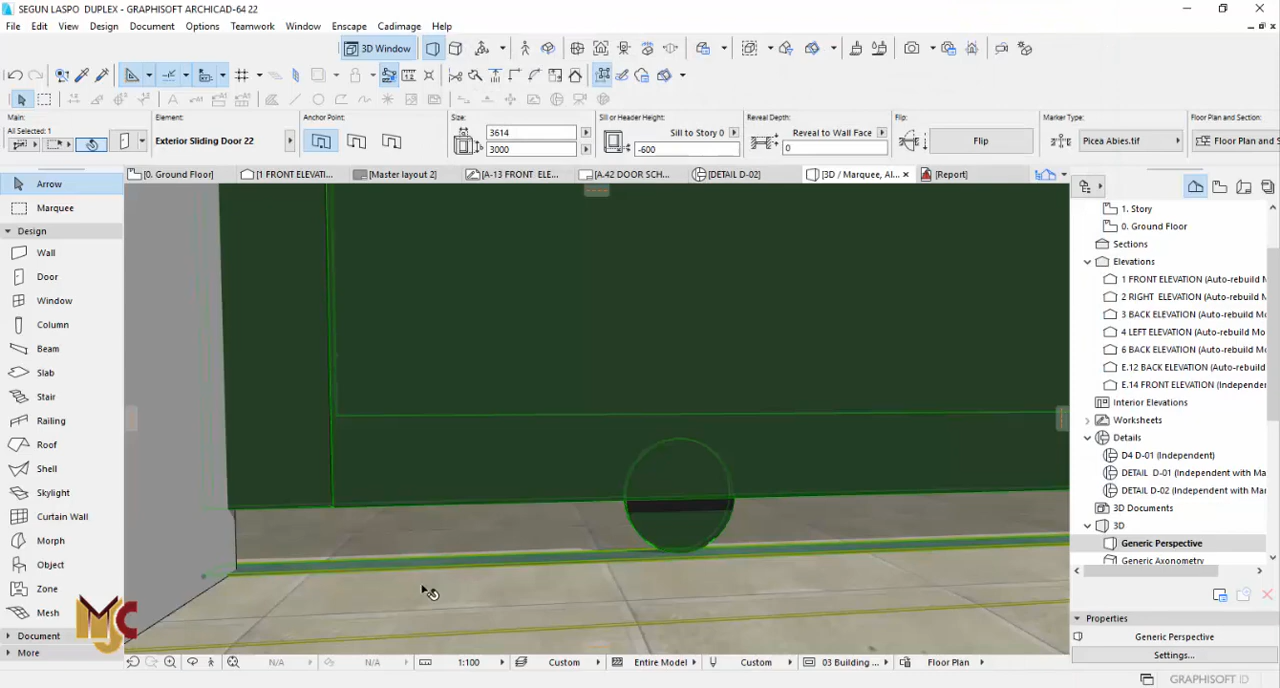 SEGUN LASPO DUPLEX - GRAPHISOFT ARCHICAD-64 22
File Edit View Design Document Options Teamwork Window Enscape Cadimage Help
3D Window
Main: Element: Anchor Point: Size: Sill or Header Height: Reveal Depth: Marker Type: Floor Plan and Section:
All Selected: 1
Exterior Sliding Door 22
3614
3000
Sill to Story 0
-600
Reveal to Wall Face
0
Flip
Picea Abies.tif
Floor Plan and S
Arrow
Marquee
Design
Wall
Door
Window
Column
Beam
Slab
Stair
Railing
Roof
Shell
Skylight
Curtain Wall
Morph
Object
Zone
Mesh
Document
More
[0. Ground Floor] [1 FRONT ELEVATI... [Master layout 2] [A-13 FRONT ELE... [A.42 DOOR SCH... [DETAIL D-02] [3D / Marquee, Al... [Report]
MSC
1. Story
0. Ground Floor
Sections
Elevations
1 FRONT ELEVATION (Auto-rebuild M
2 RIGHT ELEVATION (Auto-rebuild M
3 BACK ELEVATION (Auto-rebuild Mo
4 LEFT ELEVATION (Auto-rebuild Mo
6 BACK ELEVATION (Auto-rebuild Mo
E.12 BACK ELEVATION (Auto-rebuild
E.14 FRONT ELEVATION (Independer
Interior Elevations
Worksheets
Details
D4 D-01 (Independent)
DETAIL D-01 (Independent with Ma
DETAIL D-02 (Independent with Ma
3D Documents
3D
Generic Perspective
Generic Axonometry
Properties
Generic Perspective
Settings...
N/A N/A 1:100 Custom Entire Model Custom 03 Building ... Floor Plan
GRAPHISOFT ID